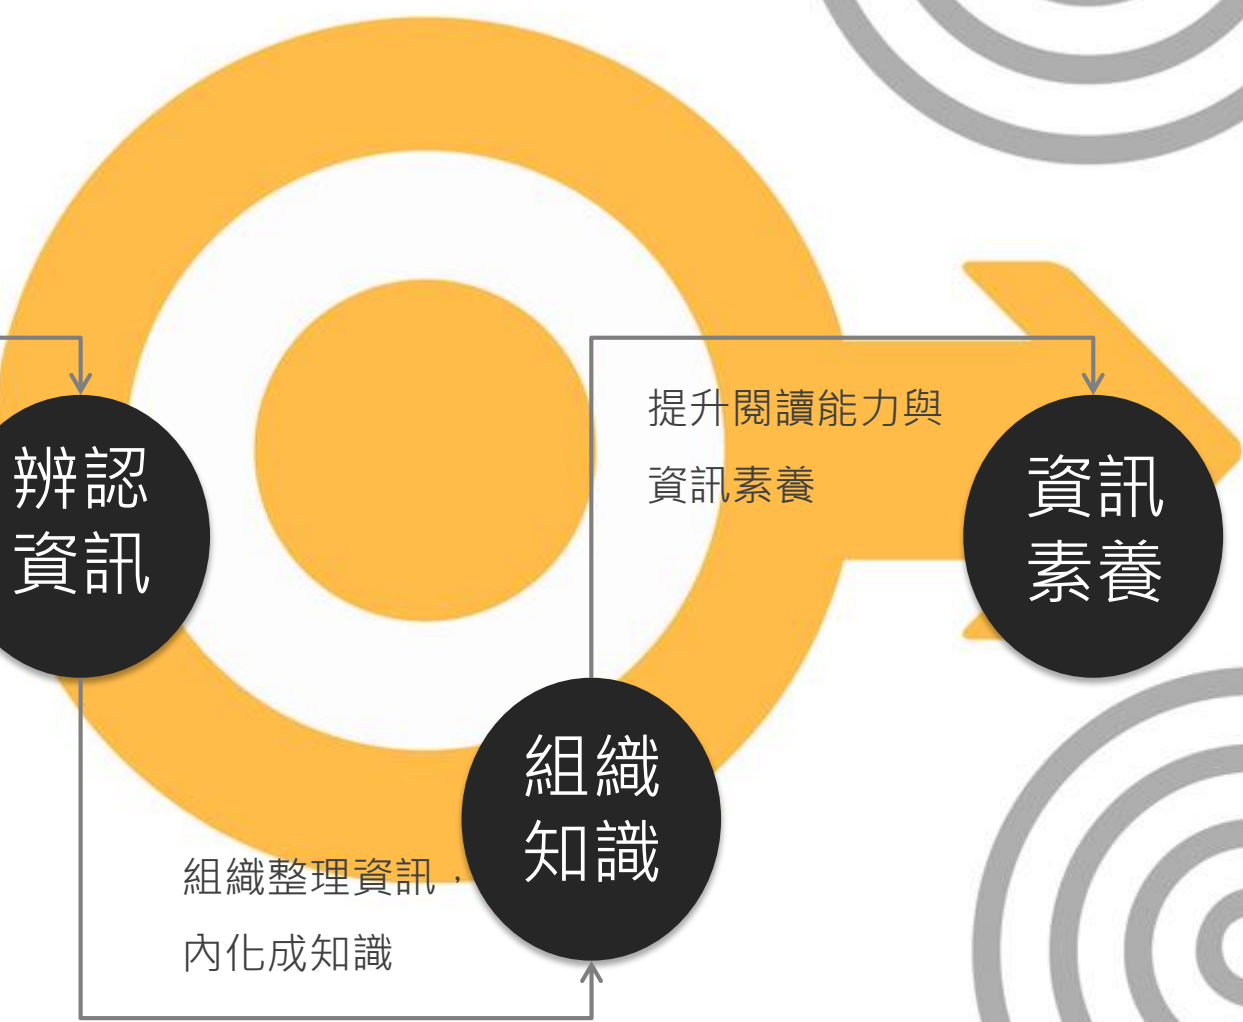 辨認
資訊
組織整理資訊，
內化成知識
組織
知識
提升閱讀能力與
資訊素養
資訊
素養